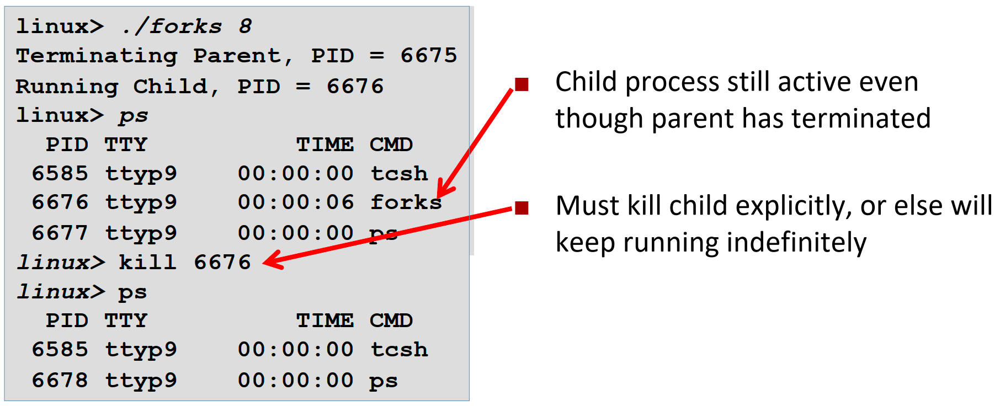 linux> ./forks 8
Terminating Parent, PID = 6675
Running Child, PID = 6676
linux> ps
PID TTY TIME CMD
6585 ttyp9 00:00:00 tcsh
6676 ttyp9 00:00:06 forks
6677 ttyp9 00:00:00 ps
linux> kill 6676
linux> ps
PID TTY TIME CMD
6585 ttyp9 00:00:00 tcsh
6678 ttyp9 00:00:00 ps
Child process still active even
though parent has terminated
Must kill child explicitly, or else will
keep running indefinitely